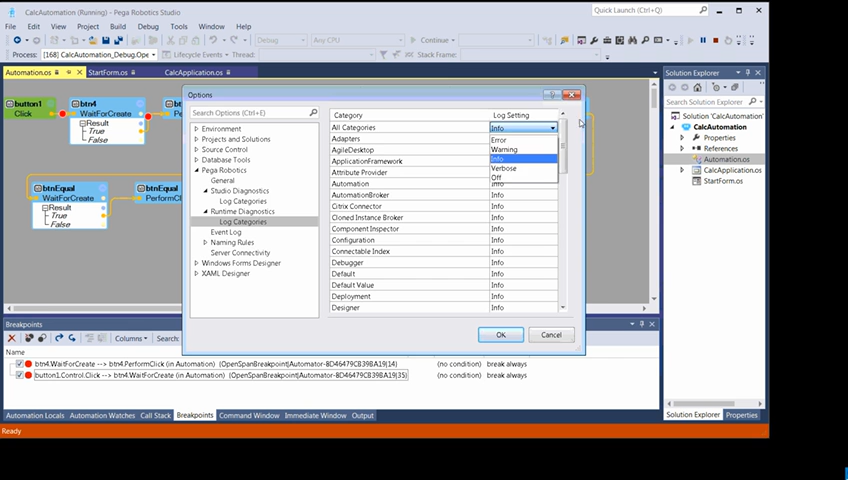 CalcAutomation (Running) - Pega Robotics Studio
Quick Launch (Ctrl+Q)
File Edit View Project Build Debug Tools Window Help
Debug Any CPU Continue
Process: [168] CalcAutomation_Debug.Oper Lifecycle Events Thread: Stack Frame:
Automation.os StartForm.os CalcApplication.os
button1
Click
btn4
WaitForCreate
Result
True
False
btnEqual
WaitForCreate
Result
True
False
btnEqual
PerformClick
Options
Search Options (Ctrl+E)
Environment
Projects and Solutions
Source Control
Database Tools
Pega Robotics
General
Studio Diagnostics
Log Categories
Runtime Diagnostics
Log Categories
Event Log
Naming Rules
Server Connectivity
Windows Forms Designer
XAML Designer
Category Log Setting
All Categories Info
Adapters
AgileDesktop
ApplicationFramework
Attribute Provider
Automation Info
Error
Warning
Info
Verbose
Off
AutomationBroker Info
Citrix Connector Info
Cloned Instance Broker Info
Component Inspector Info
Configuration Info
Connectable Index Info
Debugger Info
Default Info
Default Value Info
Deployment Info
Designer Info
OK Cancel
Solution Explorer
Search Solution Explorer
Solution 'CalcAutomation'
CalcAutomation
Properties
References
Automation.os
CalcApplication.os
StartForm.os
Breakpoints
Columns Search:
Name
btn4.WaitForCreate --> btn4.PerformClick (in Automation) (OpenSpanBreakpoint|Automator-8D46479CB39BA19|14) (no condition) break always
button1.Control.Click --> btn4.WaitForCreate (in Automation) (OpenSpanBreakpoint|Automator-8D46479CB39BA19|35) (no condition) break always
Automation Locals Automation Watches Call Stack Breakpoints Command Window Immediate Window Output
Solution Explorer Properties
Ready